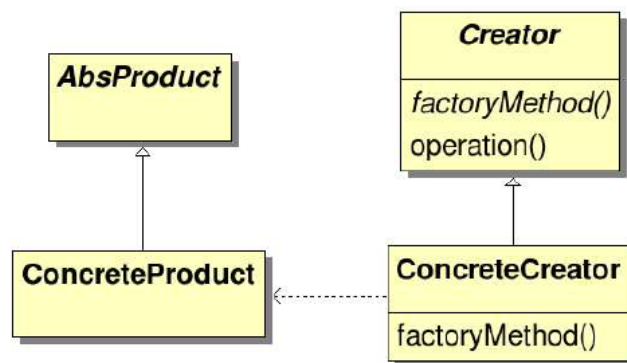 AbsProduct
Creator
factoryMethod()
operation()
ConcreteProduct
ConcreteCreator
factoryMethod()